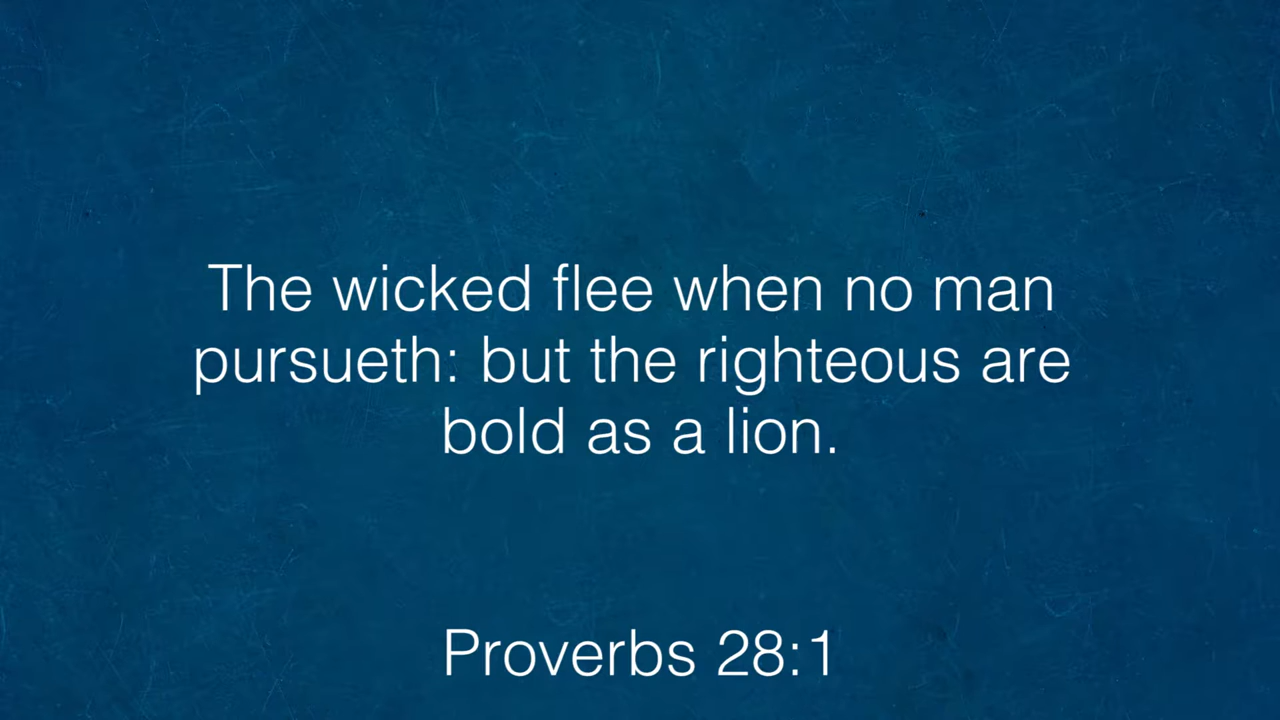 The wicked flee when no man
pursueth: but the righteous are
bold as a lion.
Proverbs 28:1